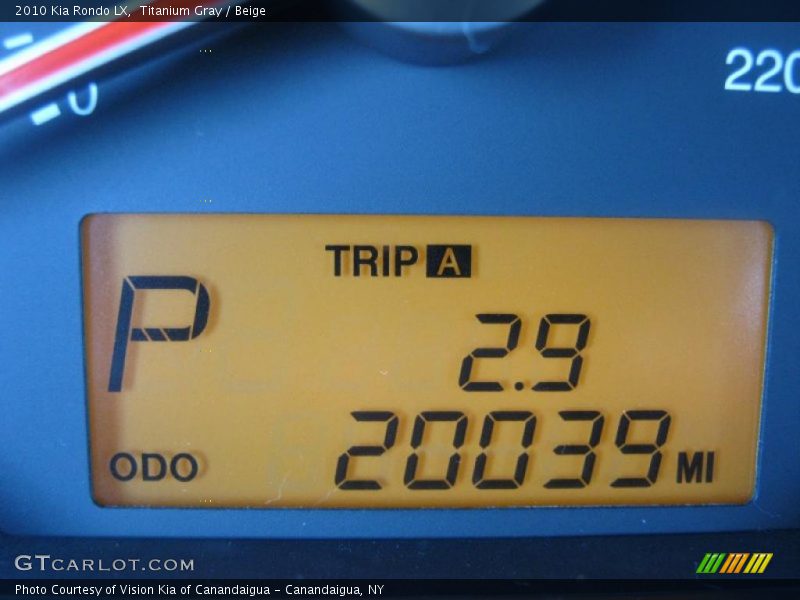 2010 Kia Rondo LX, Titanium Gray / Beige
220
0
TRIP A
P
2.9
ODO 20039 MI
GTCARLOT.COM
Photo Courtesy of Vision Kia of Canandaigua - Canandaigua, NY